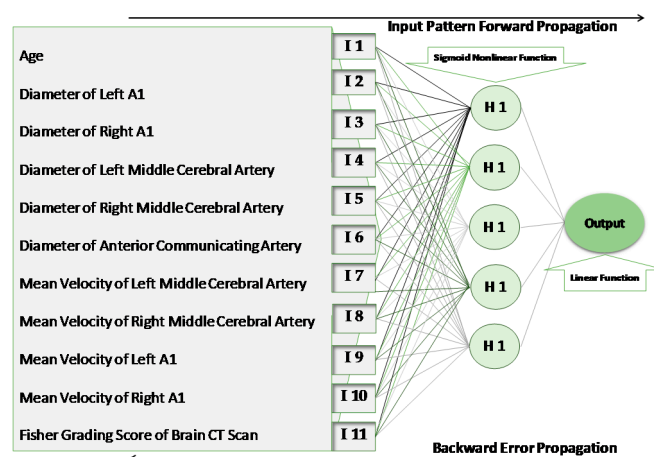 Input Pattern Forward Propagation
Sigmoid Nonlinear Function
Age
I 1
Diameter of Left A1
I 2
Diameter of Right A1
I 3
Diameter of Left Middle Cerebral Artery
I 4
Diameter of Right Middle Cerebral Artery
I 5
Diameter of Anterior Communicating Artery
I 6
Mean Velocity of Left Middle Cerebral Artery
I 7
Mean Velocity of Right Middle Cerebral Artery
I 8
Mean Velocity of Left A1
I 9
Mean Velocity of Right A1
I 10
Fisher Grading Score of Brain CT Scan
I 11
H 1
H 1
H 1
H 1
H 1
Output
Linear Function
Backward Error Propagation